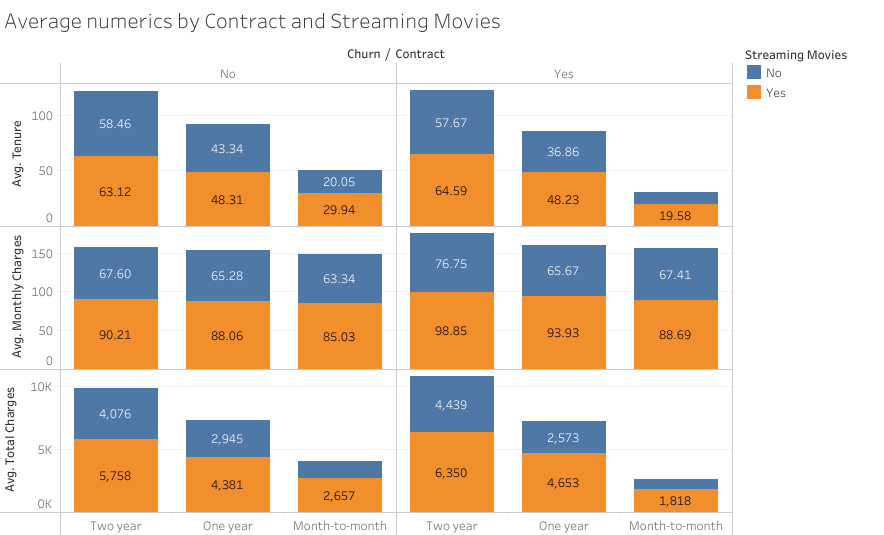 Average numerics by Contract and Streaming Movies
Churn / Contract
No
Yes
Streaming Movies
No
Yes
Avg. Tenure
100
50
0
58.46
43.34
20.05
63.12
48.31
29.94
57.67
36.86
64.59
48.23
19.58
Avg. Monthly Charges
150
100
50
0
67.60
65.28
63.34
90.21
88.06
85.03
76.75
65.67
67.41
98.85
93.93
88.69
Avg. Total Charges
10K
5K
0K
4,076
2,945
5,758
4,381
2,657
4,439
2,573
6,350
4,653
1,818
Two year
One year
Month-to-month
Two year
One year
Month-to-month